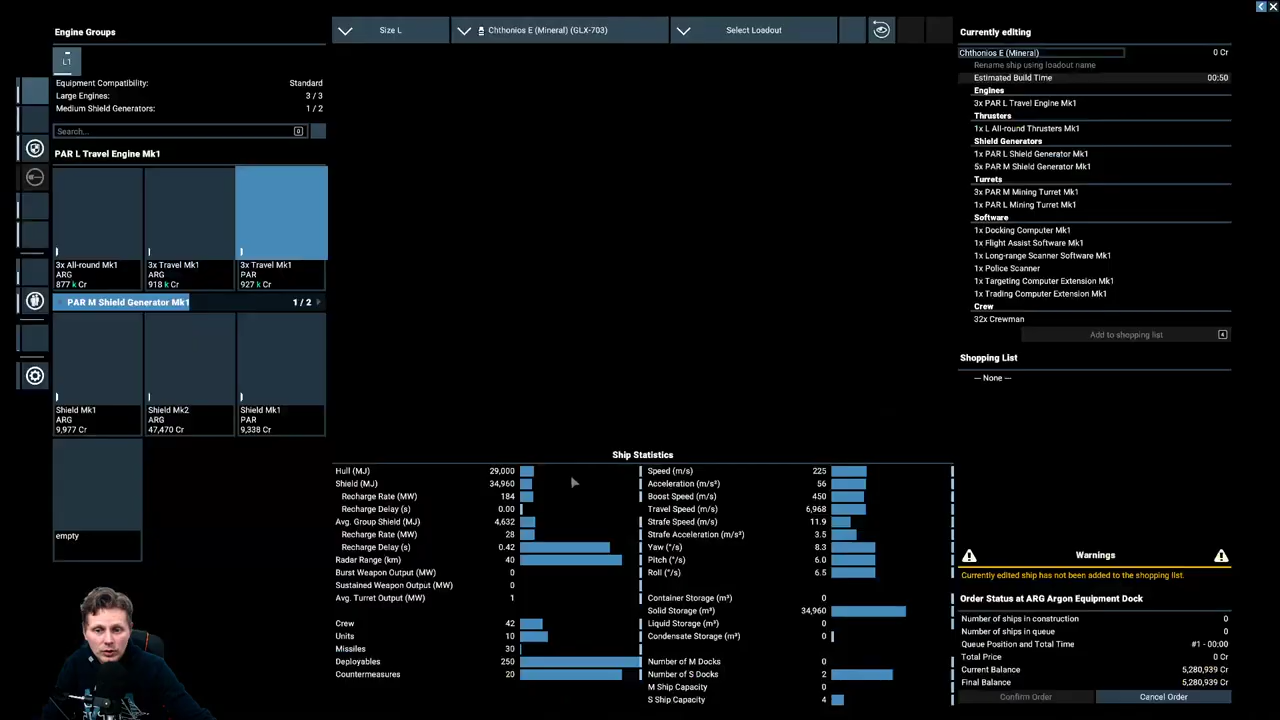 Engine Groups
L1
Equipment Compatibility: Standard
Large Engines: 3 / 3
Medium Shield Generators: 1 / 2
Search...
0
PAR L Travel Engine Mk1
3x All-round Mk1
ARG
877 k Cr
3x Travel Mk1
ARG
918 k Cr
3x Travel Mk1
PAR
927 k Cr
PAR M Shield Generator Mk1 1 / 2
Shield Mk1
ARG
9,977 Cr
Shield Mk2
ARG
47,470 Cr
Shield Mk1
PAR
9,338 Cr
empty
Size L
Chthonios E (Mineral) (GLX-703)
Select Loadout
Ship Statistics
Hull (MJ) 29,000
Shield (MJ) 34,960
Recharge Rate (MW) 184
Recharge Delay (s) 0.00
Avg. Group Shield (MJ) 4,632
Recharge Rate (MW) 28
Recharge Delay (s) 0.42
Radar Range (km) 40
Burst Weapon Output (MW) 0
Sustained Weapon Output (MW) 0
Avg. Turret Output (MW) 1
Crew 42
Units 10
Missiles 30
Deployables 250
Countermeasures 20
Speed (m/s) 225
Acceleration (m/s²) 56
Boost Speed (m/s) 450
Travel Speed (m/s) 6,968
Strafe Speed (m/s) 11.9
Strafe Acceleration (m/s²) 3.5
Yaw (°/s) 8.3
Pitch (°/s) 6.0
Roll (°/s) 6.5
Container Storage (m³) 0
Solid Storage (m³) 34,960
Liquid Storage (m³) 0
Condensate Storage (m³) 0
Number of M Docks 0
Number of S Docks 2
M Ship Capacity 0
S Ship Capacity 4
Currently editing
Chthonios E (Mineral) 0 Cr
Rename ship using loadout name
Estimated Build Time 00:50
Engines
3x PAR L Travel Engine Mk1
Thrusters
1x L All-round Thrusters Mk1
Shield Generators
1x PAR L Shield Generator Mk1
5x PAR M Shield Generator Mk1
Turrets
3x PAR M Mining Turret Mk1
1x PAR L Mining Turret Mk1
Software
1x Docking Computer Mk1
1x Flight Assist Software Mk1
1x Long-range Scanner Software Mk1
1x Police Scanner
1x Targeting Computer Extension Mk1
1x Trading Computer Extension Mk1
Crew
32x Crewman
Add to shopping list
4
Shopping List
— None —
Warnings
Currently edited ship has not been added to the shopping list.
Order Status at ARG Argon Equipment Dock
Number of ships in construction 0
Number of ships in queue 0
Queue Position and Total Time #1 - 00:00
Total Price 0 Cr
Current Balance 5,280,939 Cr
Final Balance 5,280,939 Cr
Confirm Order
Cancel Order